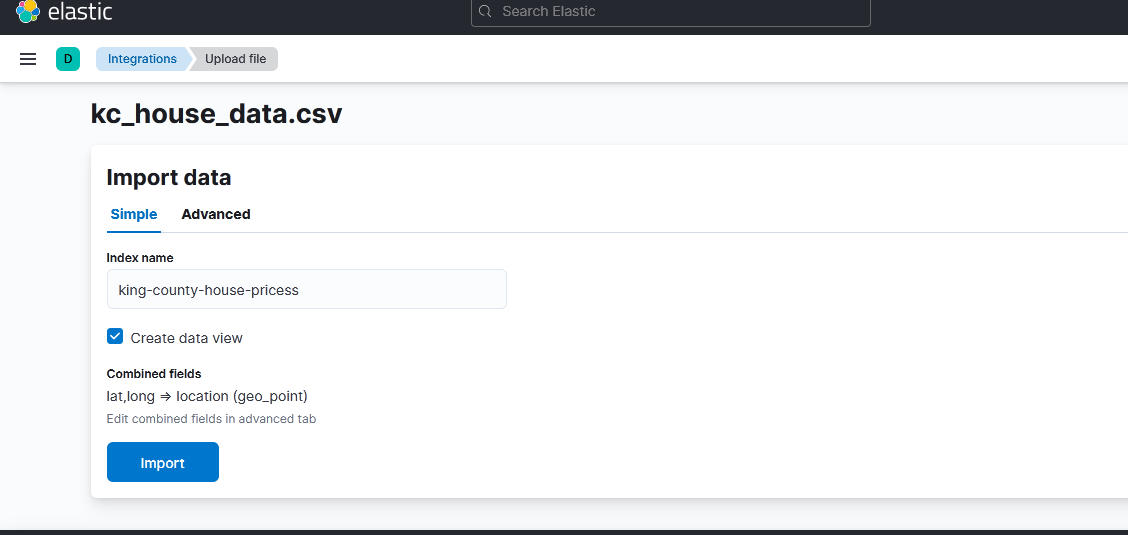 elastic
Search Elastic
D
Integrations
Upload file
kc_house_data.csv
Import data
Simple
Advanced
Index name
king-county-house-pricess
Create data view
Combined fields
lat,long => location (geo_point)
Edit combined fields in advanced tab
Import